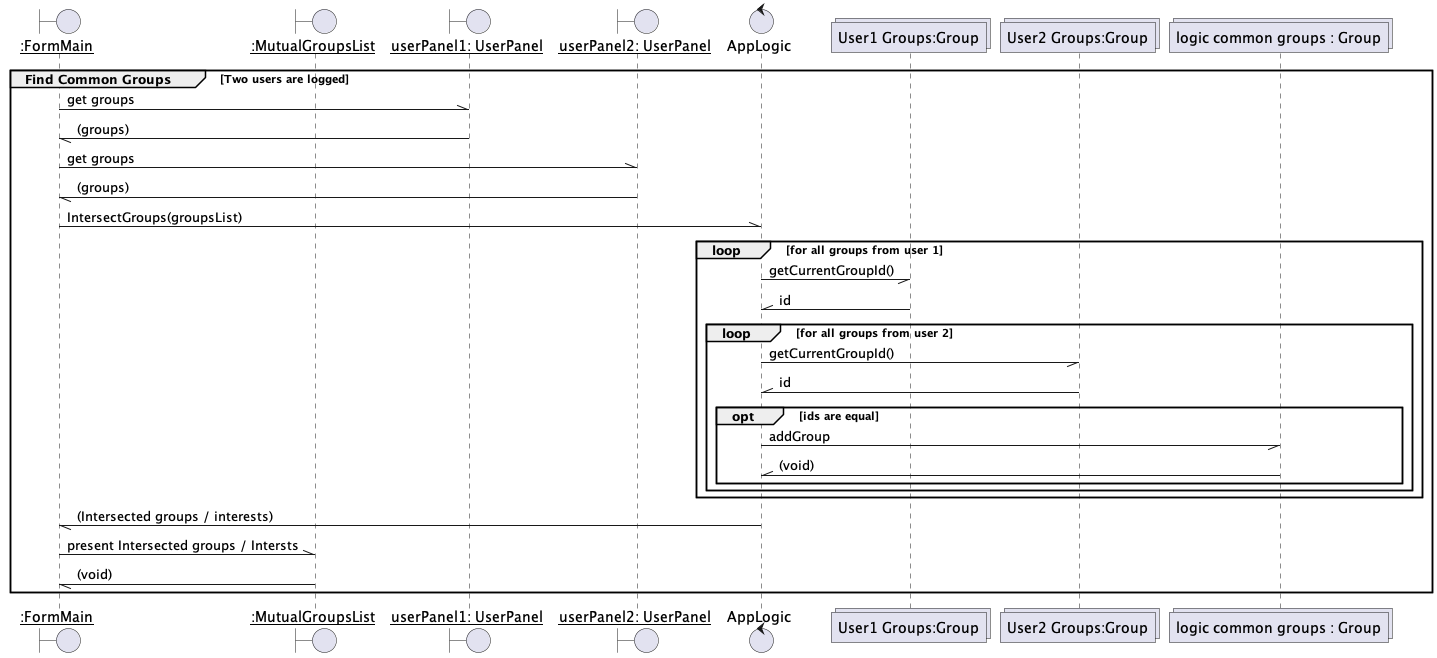 :FormMain
:MutualGroupsList
userPanel1: UserPanel
userPanel2: UserPanel
AppLogic
User1 Groups:Group
User2 Groups:Group
logic common groups : Group
Find Common Groups
[Two users are logged]
get groups
(groups)
get groups
(groups)
IntersectGroups(groupsList)
loop
[for all groups from user 1]
getCurrentGroupId()
id
loop
[for all groups from user 2]
getCurrentGroupId()
id
opt
[ids are equal]
addGroup
(void)
(Intersected groups / interests)
present Intersected groups / Intersts
(void)
:FormMain
:MutualGroupsList
userPanel1: UserPanel
userPanel2: UserPanel
AppLogic
User1 Groups:Group
User2 Groups:Group
logic common groups : Group